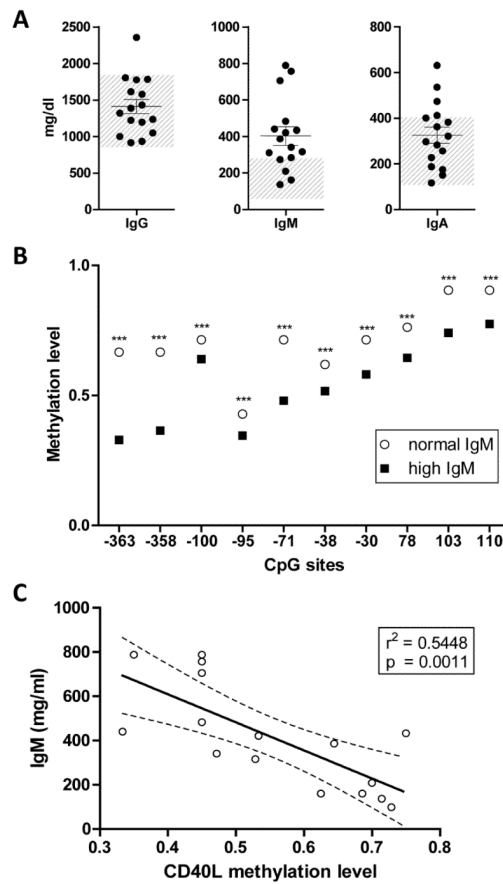 A
mg/dl
2500
2000
1500
1000
500
0
IgG
1000
800
600
400
200
0
IgM
800
600
400
200
0
IgA
B
Methylation level
1.0
0.5
0.0
*** *** *** *** *** *** *** *** *** ***
normal IgM
high IgM
-363 -358 -100 -95 -71 -38 -30 78 103 110
CpG sites
C
IgM (mg/ml)
1000
800
600
400
200
0
r² = 0.5448
p = 0.0011
0.3 0.4 0.5 0.6 0.7 0.8
CD40L methylation level